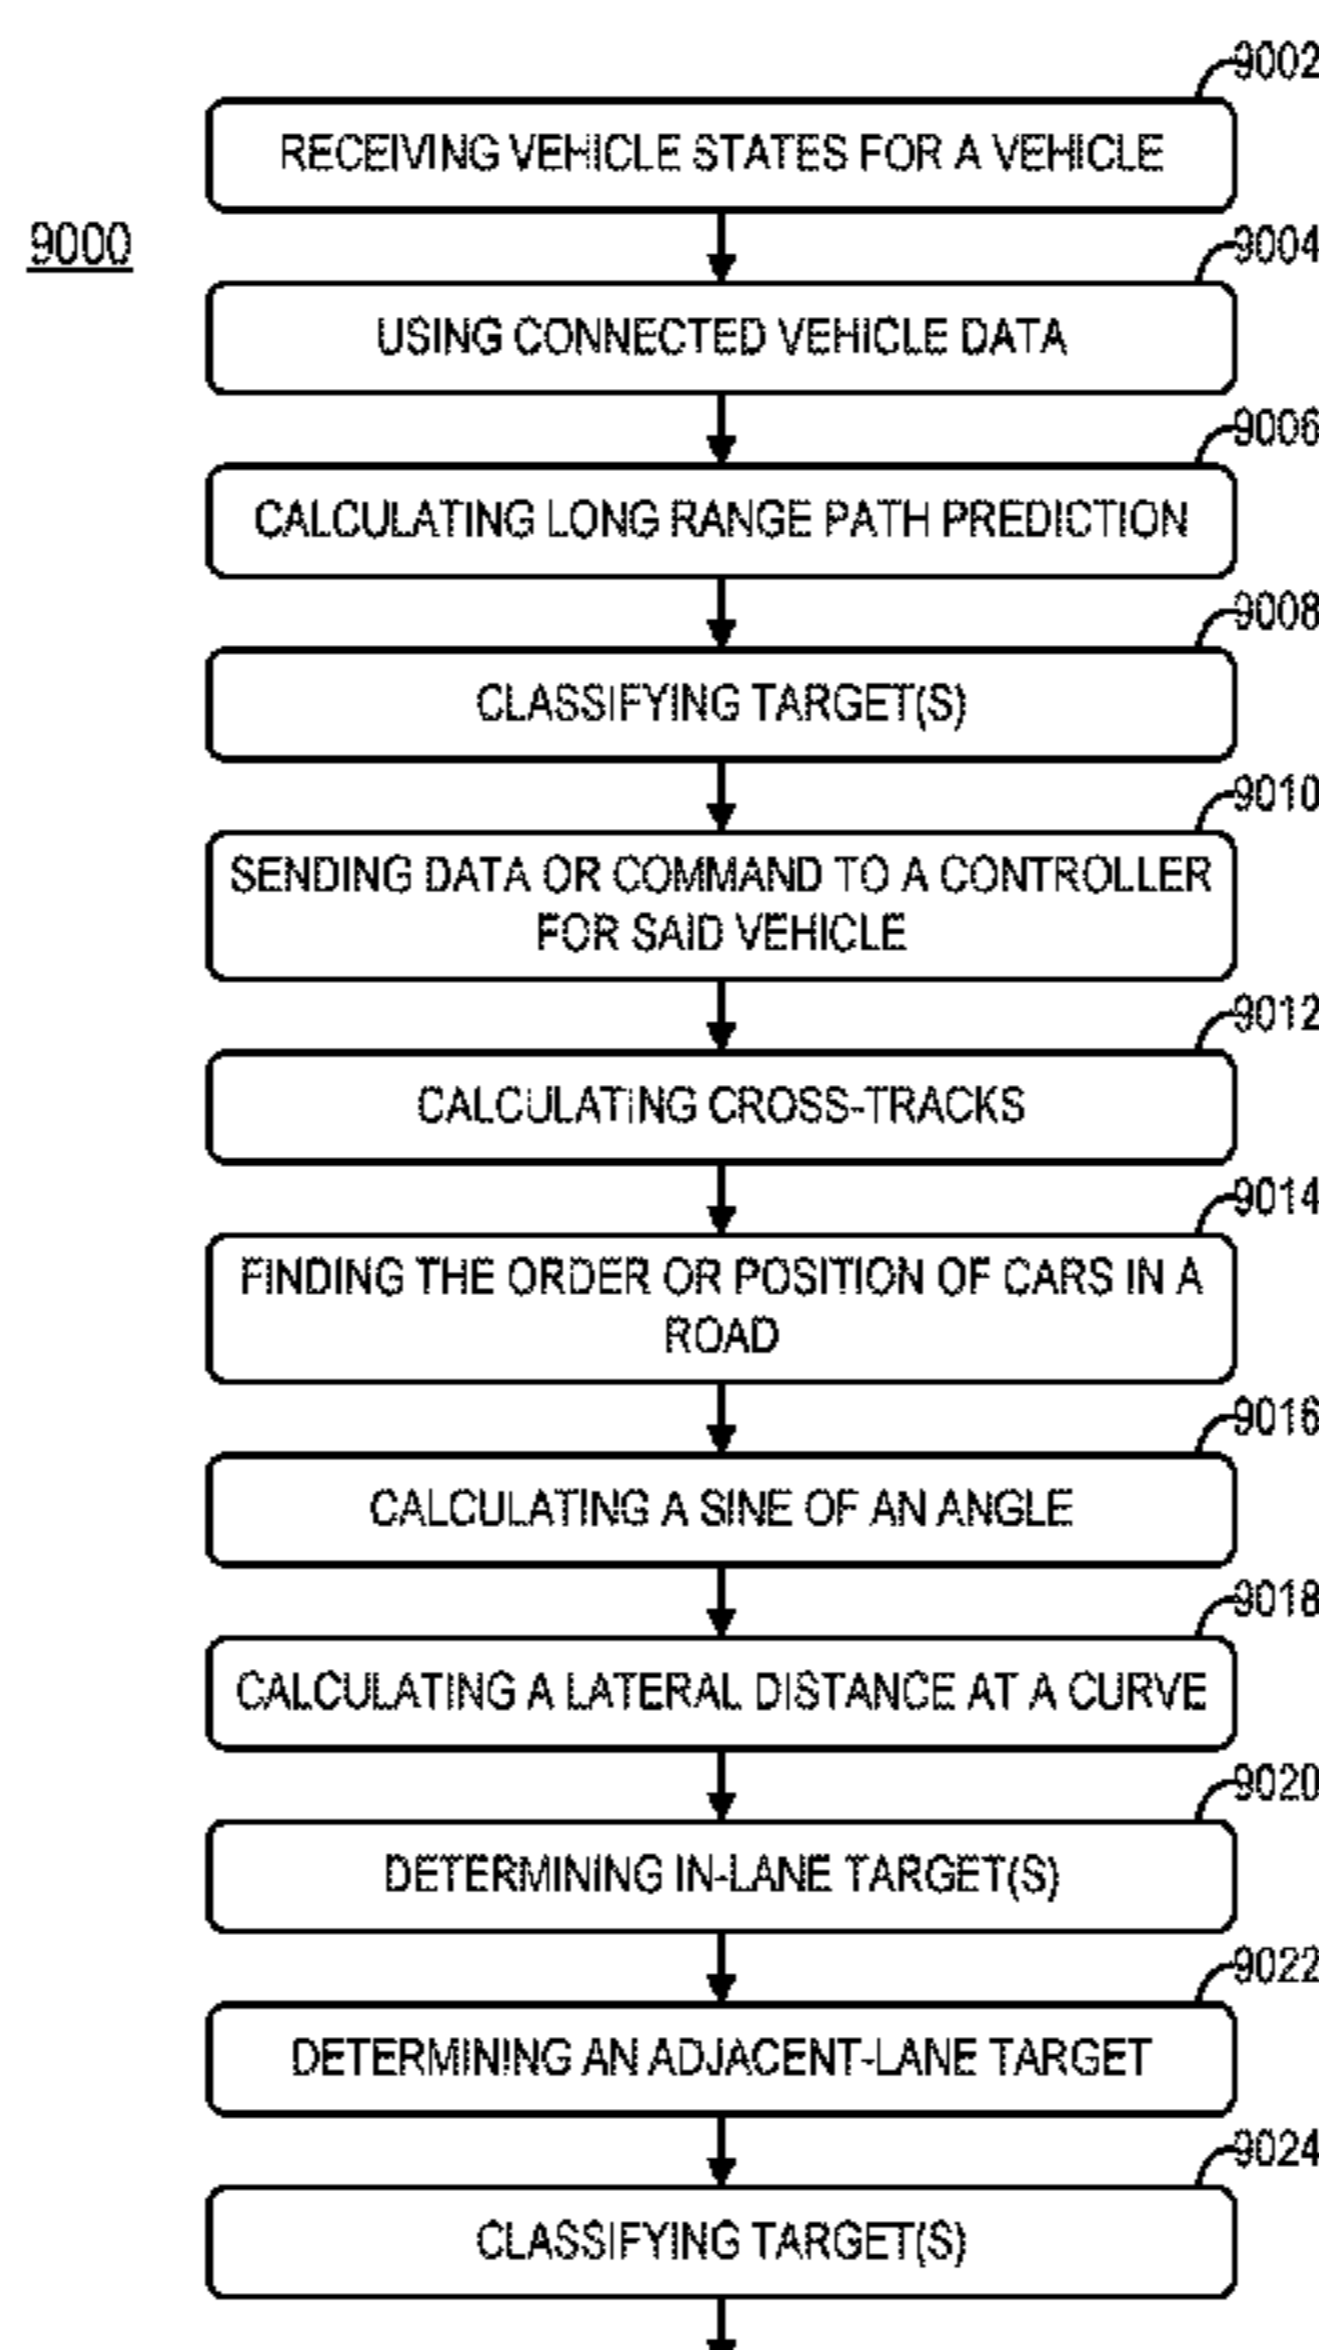 9002
RECEIVING VEHICLE STATES FOR A VEHICLE
9000
9004
USING CONNECTED VEHICLE DATA
9006
CALCULATING LONG RANGE PATH PREDICTION
9008
CLASSIFYING TARGET(S)
9010
SENDING DATA OR COMMAND TO A CONTROLLER
FOR SAID VEHICLE
9012
CALCULATING CROSS-TRACKS
9014
FINDING THE ORDER OR POSITION OF CARS IN A
ROAD
9016
CALCULATING A SINE OF AN ANGLE
9018
CALCULATING A LATERAL DISTANCE AT A CURVE
9020
DETERMINING IN-LANE TARGET(S)
9022
DETERMINING AN ADJACENT-LANE TARGET
9024
CLASSIFYING TARGET(S)